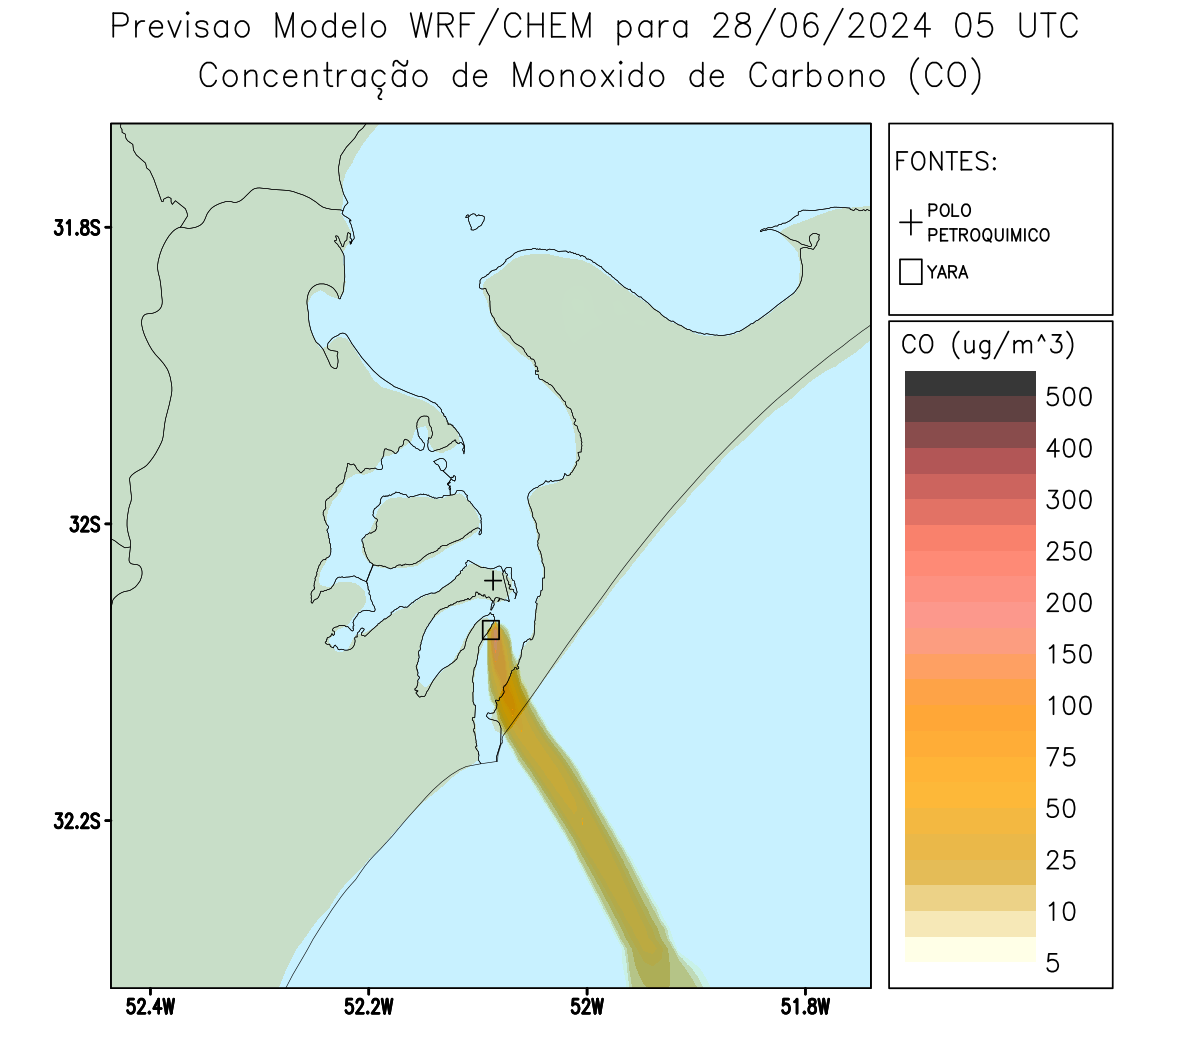 Previsao Modelo WRF/CHEM para 28/06/2024 05 UTC
Concentração de Monoxido de Carbono (CO)
FONTES:
POLO
PETROQUIMICO
YARA
CO (ug/m^3)
500
400
300
250
200
150
100
75
50
25
10
5
31.8S
32S
32.2S
52.4W
52.2W
52W
51.8W